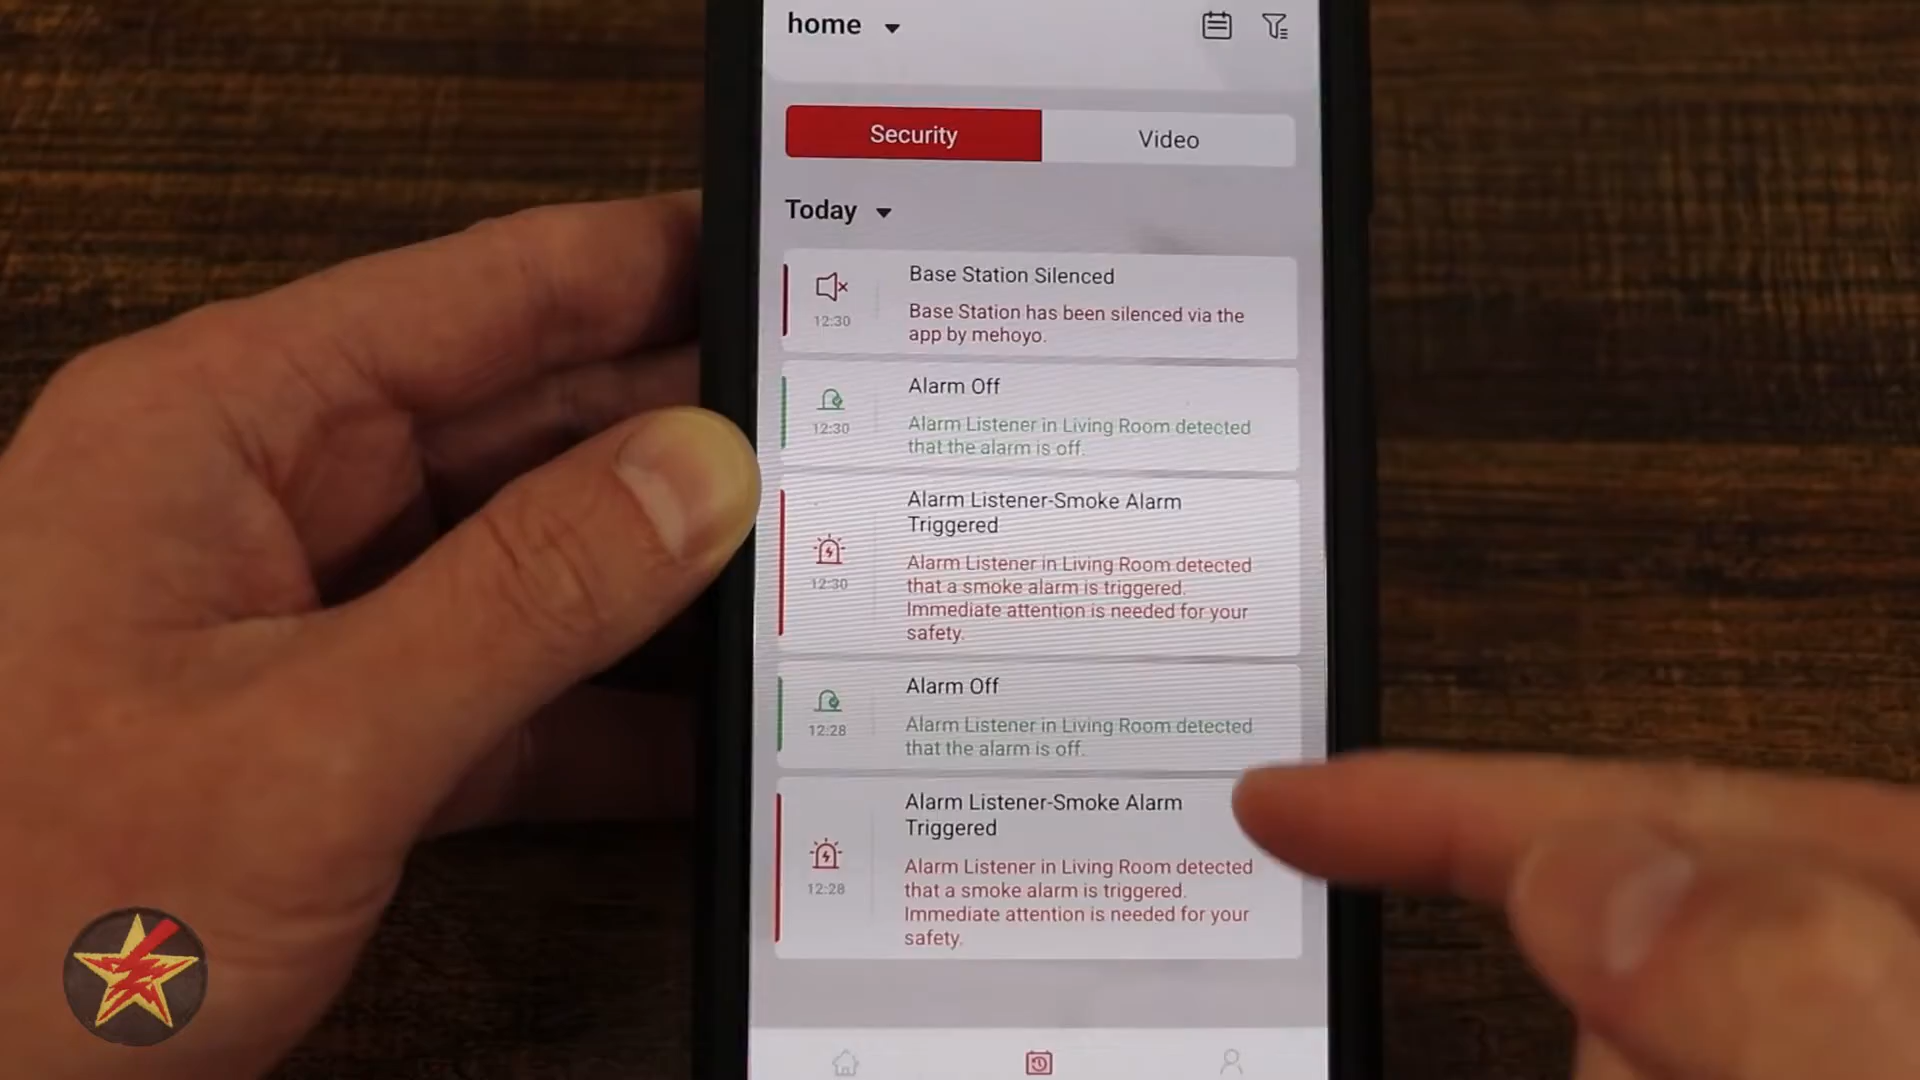 home
Security
Video
Today
Base Station Silenced
Base Station has been silenced via the
app by mehoyo.
12:30
Alarm Off
12:30
Alarm Listener in Living Room detected
that the alarm is off.
Alarm Listener-Smoke Alarm
Triggered
12:30
Alarm Listener in Living Room detected
that a smoke alarm is triggered.
Immediate attention is needed for your
safety.
Alarm Off
12:28
Alarm Listener in Living Room detected
that the alarm is off.
Alarm Listener-Smoke Alarm
Triggered
12:28
Alarm Listener in Living Room detected
that a smoke alarm is triggered.
Immediate attention is needed for your
safety.